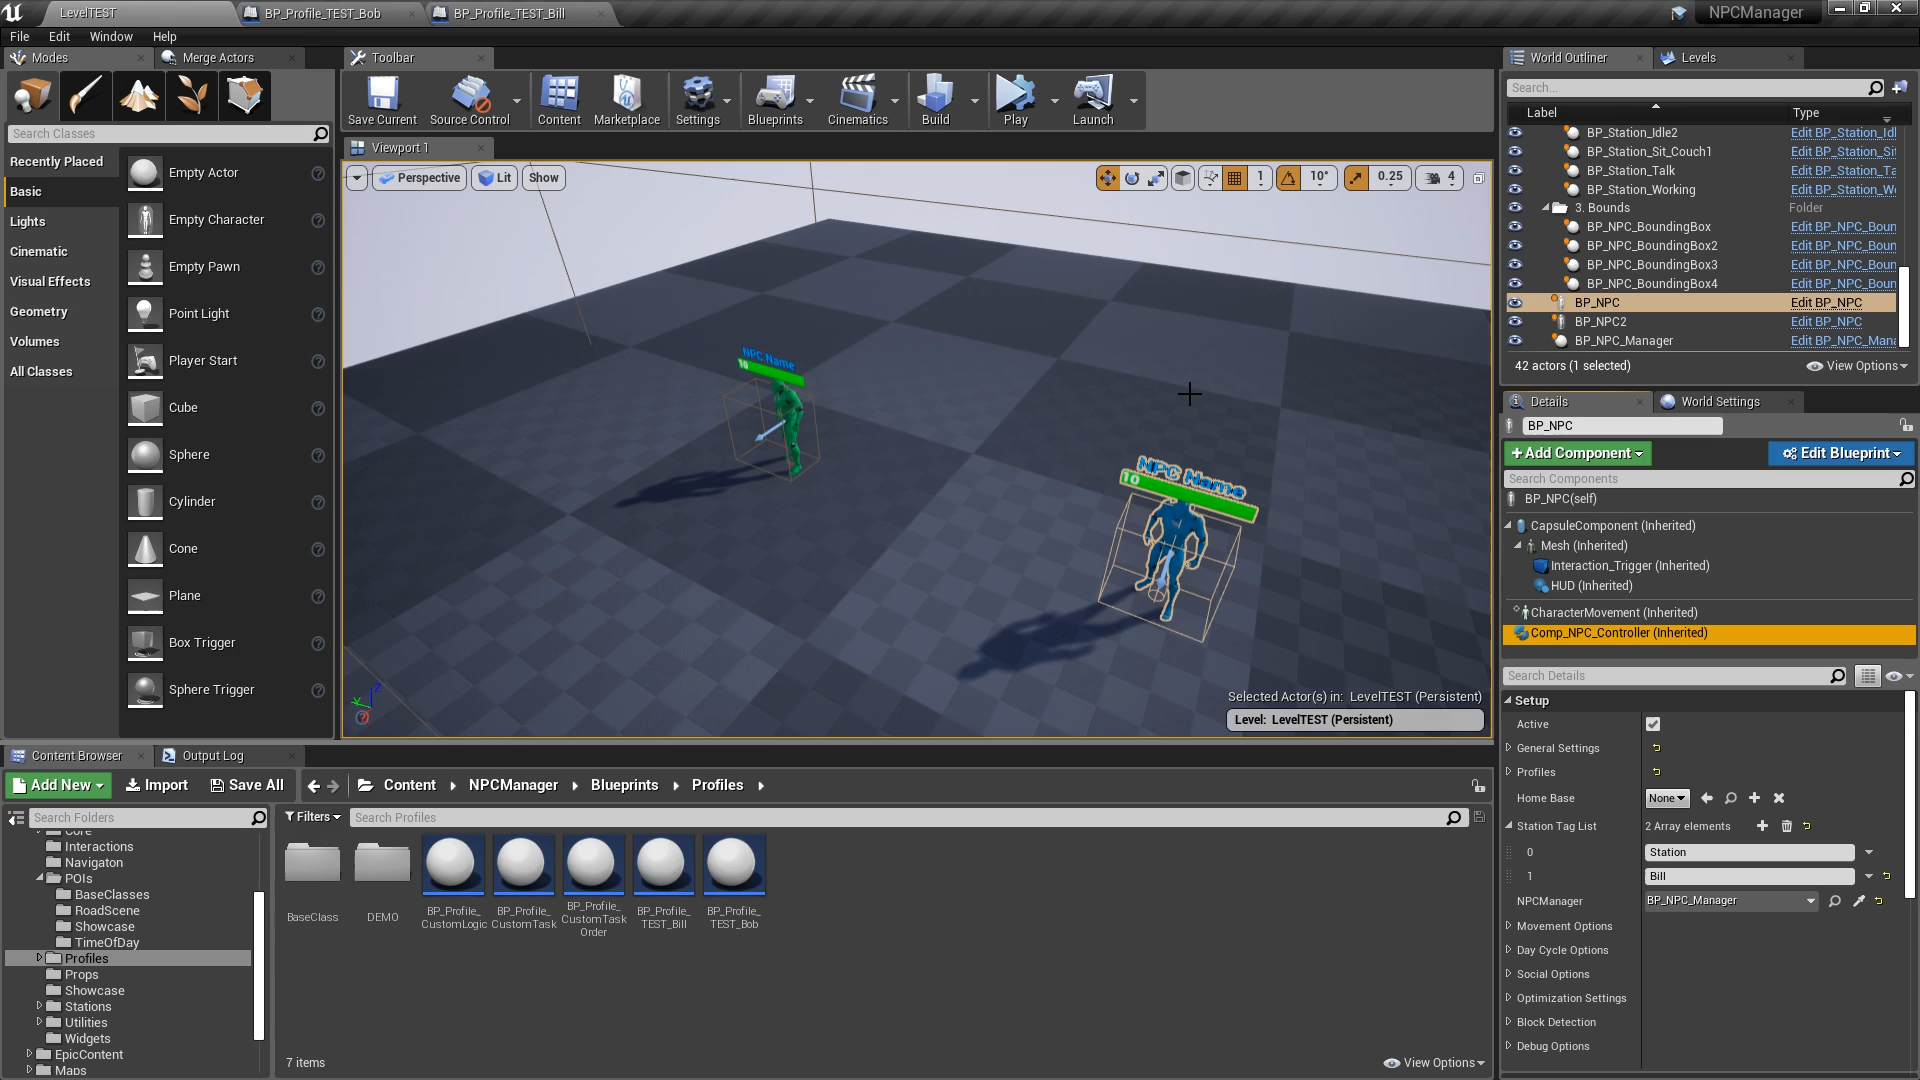 LevelTEST
BP_Profile_TEST_Bob
BP_Profile_TEST_Bill
NPCManager
File Edit Window Help
Modes
Merge Actors
Toolbar
World Outliner
Levels
Save Current
Source Control
Content
Marketplace
Settings
Blueprints
Cinematics
Build
Play
Launch
Search Classes
Recently Placed
Basic
Lights
Cinematic
Visual Effects
Geometry
Volumes
All Classes
Empty Actor
Empty Character
Empty Pawn
Point Light
Player Start
Cube
Sphere
Cylinder
Cone
Plane
Box Trigger
Sphere Trigger
Viewport 1
Perspective
Lit
Show
1
10°
0.25
4
NPC Name
10
NPC Name
10
Selected Actor(s) in: LevelTEST (Persistent)
Level: LevelTEST (Persistent)
Search...
Label Type
BP_Station_Idle2 Edit BP_Station_Idl
BP_Station_Sit_Couch1 Edit BP_Station_Sit
BP_Station_Talk Edit BP_Station_Ta
BP_Station_Working Edit BP_Station_Wo
3. Bounds Folder
BP_NPC_BoundingBox Edit BP_NPC_Boun
BP_NPC_BoundingBox2 Edit BP_NPC_Boun
BP_NPC_BoundingBox3 Edit BP_NPC_Boun
BP_NPC_BoundingBox4 Edit BP_NPC_Boun
BP_NPC Edit BP_NPC
BP_NPC2 Edit BP_NPC
BP_NPC_Manager Edit BP_NPC_Mana
42 actors (1 selected)
View Options
Details
World Settings
BP_NPC
+Add Component
Edit Blueprint
Search Components
BP_NPC(self)
CapsuleComponent (Inherited)
Mesh (Inherited)
Interaction_Trigger (Inherited)
HUD (Inherited)
CharacterMovement (Inherited)
Comp_NPC_Controller (Inherited)
Search Details
Setup
Active
General Settings
Profiles
Home Base None
Station Tag List 2 Array elements
0 Station
1 Bill
NPCManager BP_NPC_Manager
Movement Options
Day Cycle Options
Social Options
Optimization Settings
Block Detection
Debug Options
Content Browser
Output Log
Add New
Import
Save All
Content
NPCManager
Blueprints
Profiles
Search Folders
Filters
Search Profiles
Core
Interactions
Navigaton
POIs
BaseClasses
RoadScene
Showcase
TimeOfDay
Profiles
Props
Showcase
Stations
Utilities
Widgets
EpicContent
Maps
BaseClass
DEMO
BP_Profile_
CustomLogic
BP_Profile_
CustomTask
BP_Profile_
CustomTask
Order
BP_Profile_
TEST_Bill
BP_Profile_
TEST_Bob
7 items
View Options